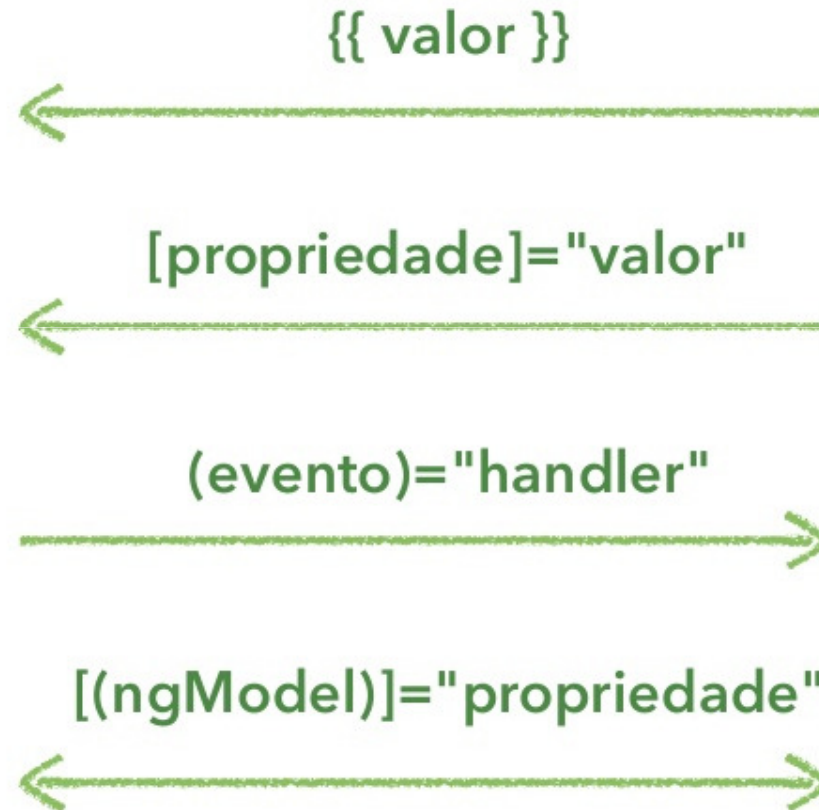 {{ valor }}
[propriedade]="valor"
(evento)="handler"
[(ngModel)]="propriedade"